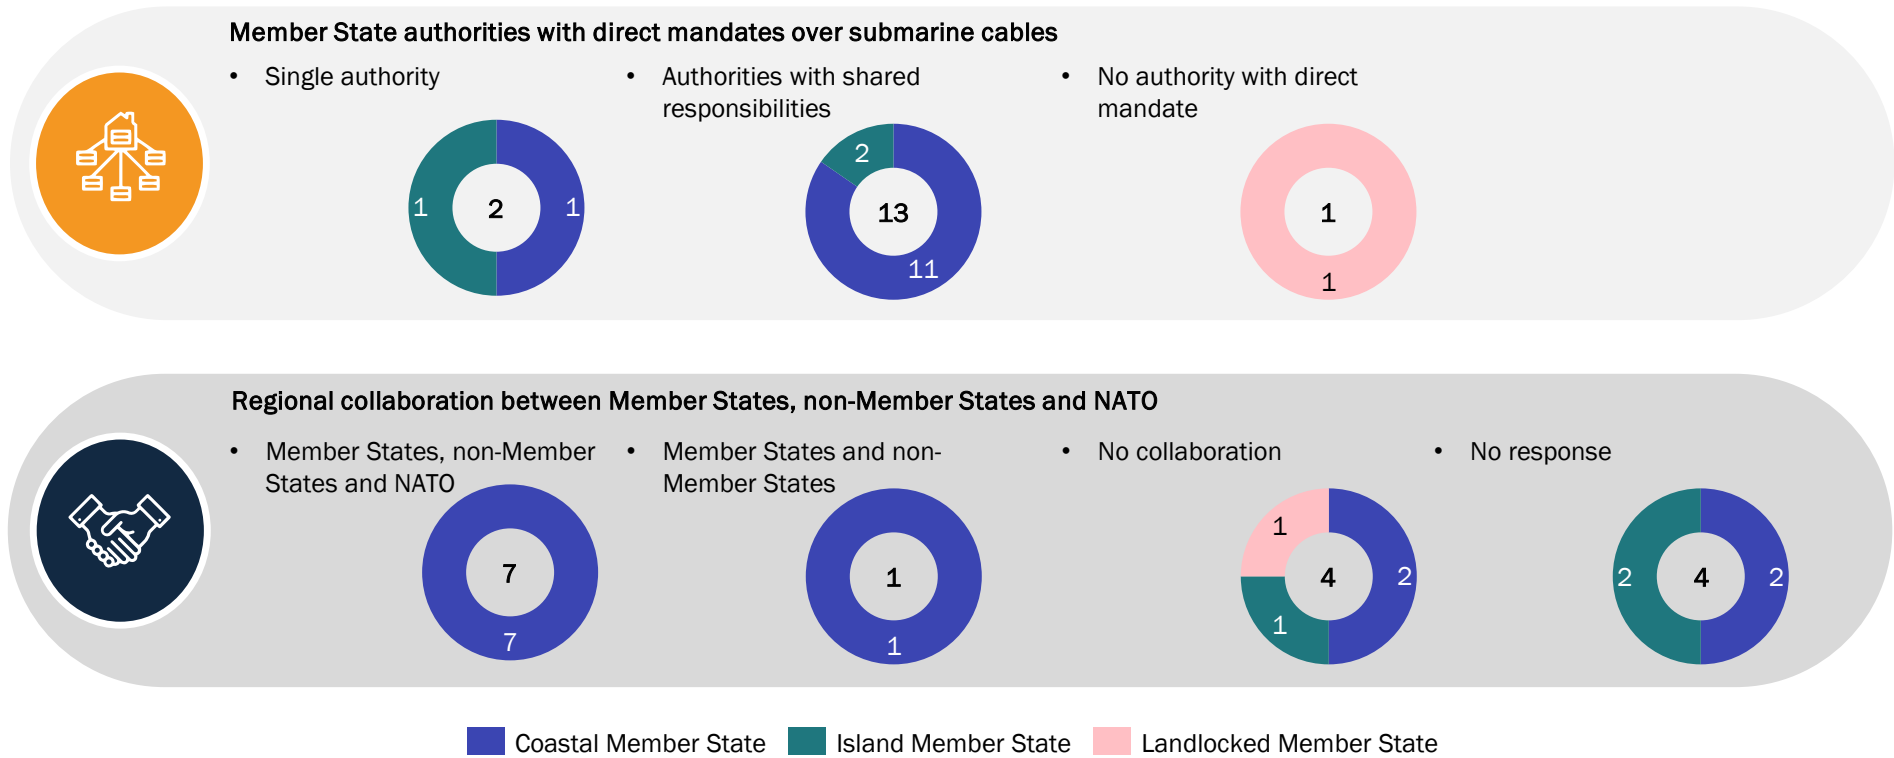 Member State authorities with direct mandates over submarine cables
• Single authority
• Authorities with shared
responsibilities
• No authority with direct
mandate
1
2
1
2
13
11
1
1
Regional collaboration between Member States, non-Member States and NATO
• Member States, non-Member
States and NATO
• Member States and non-
Member States
• No collaboration
• No response
7
7
1
1
1
4
2
1
2
4
2
Coastal Member State
Island Member State
Landlocked Member State